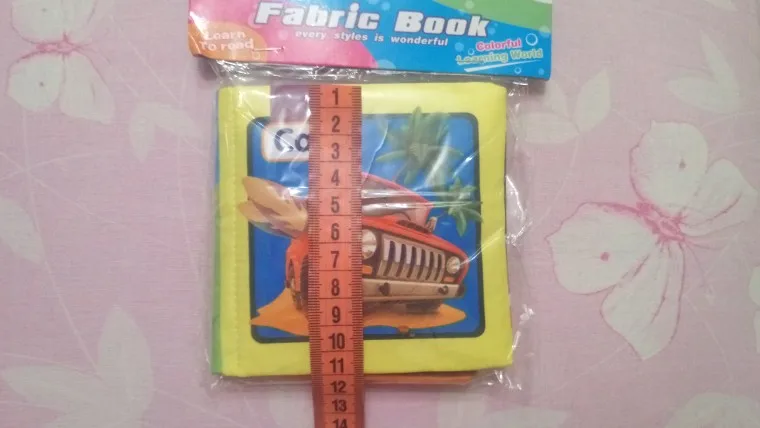 Fabric Book
every styles is wonderful
Learn
To read
Colorful
Learning World
Co
1
2
3
4
5
6
7
8
9
10
11
12
13
14